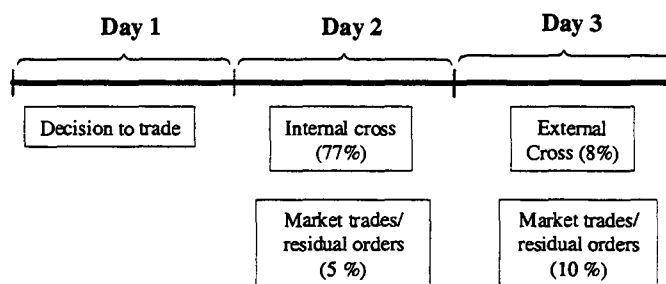 Day 1
Day 2
Day 3
Decision to trade
Internal cross
(77%)
External
Cross (8%)
Market trades/
residual orders
(5 %)
Market trades/
residual orders
(10 %)